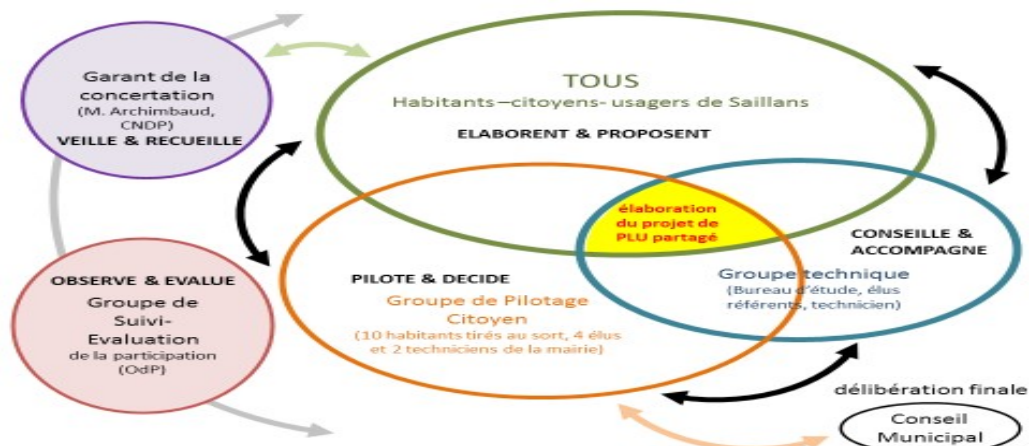 Garant de la
concertation
(M. Archimbaud,
CNDP)
VEILLE & RECUEILLE
TOUS
Habitants–citoyens- usagers de Saillans
ELABORENT & PROPOSENT
élaboration
du projet de
PLU partagé
CONSEILLE &
ACCOMPAGNE
Groupe technique
(Bureau d'étude, élus
référents, technicien)
OBSERVE & EVALUE
Groupe de
Suivi-
Evaluation
de la participation
(OdP)
PILOTE & DECIDE
Groupe de Pilotage
Citoyen
(10 habitants tirés au sort, 4 élus
et 2 techniciens de la mairie)
délibération finale
Conseil
Municipal